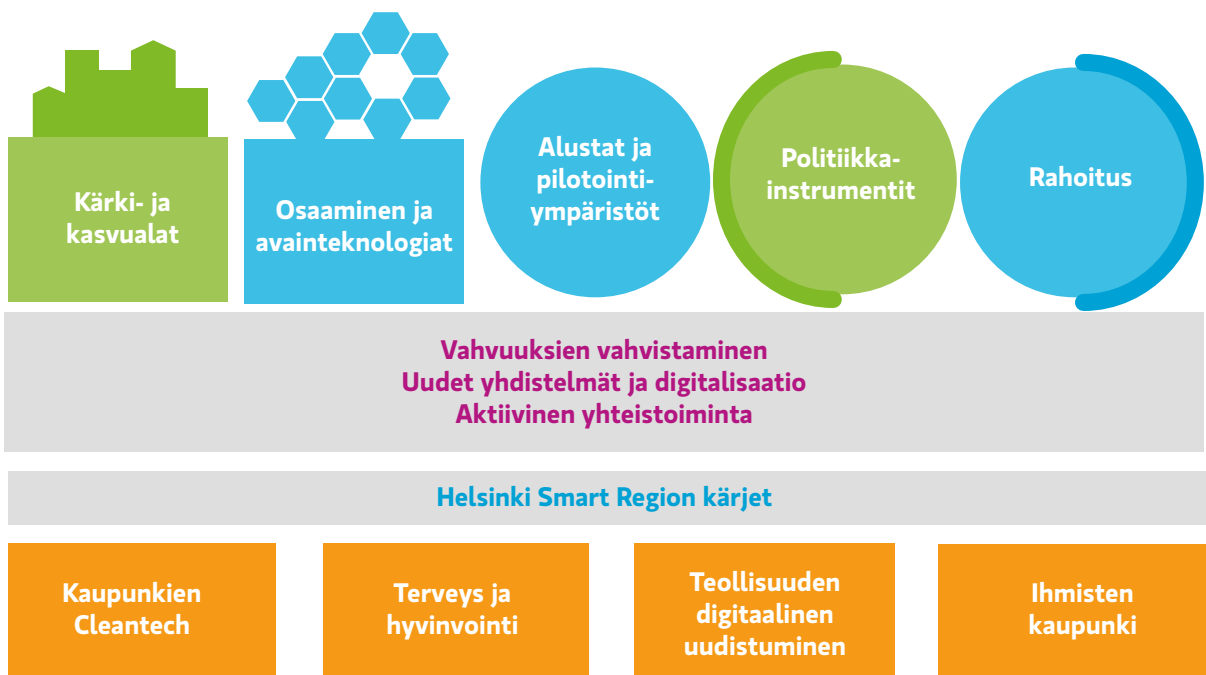 Kärki- ja
kasvualat
Osaaminen ja
avainteknologiat
Alustat ja
pilotointi-
ympäristöt
Politiikka-
instrumentit
Rahoitus
Vahvuuksien vahvistaminen
Uudet yhdistelmät ja digitalisaatio
Aktiivinen yhteistoiminta
Helsinki Smart Region kärjet
Kaupunkien
Cleantech
Terveys ja
hyvinvointi
Teollisuuden
digitaalinen
uudistuminen
Ihmisten
kaupunki